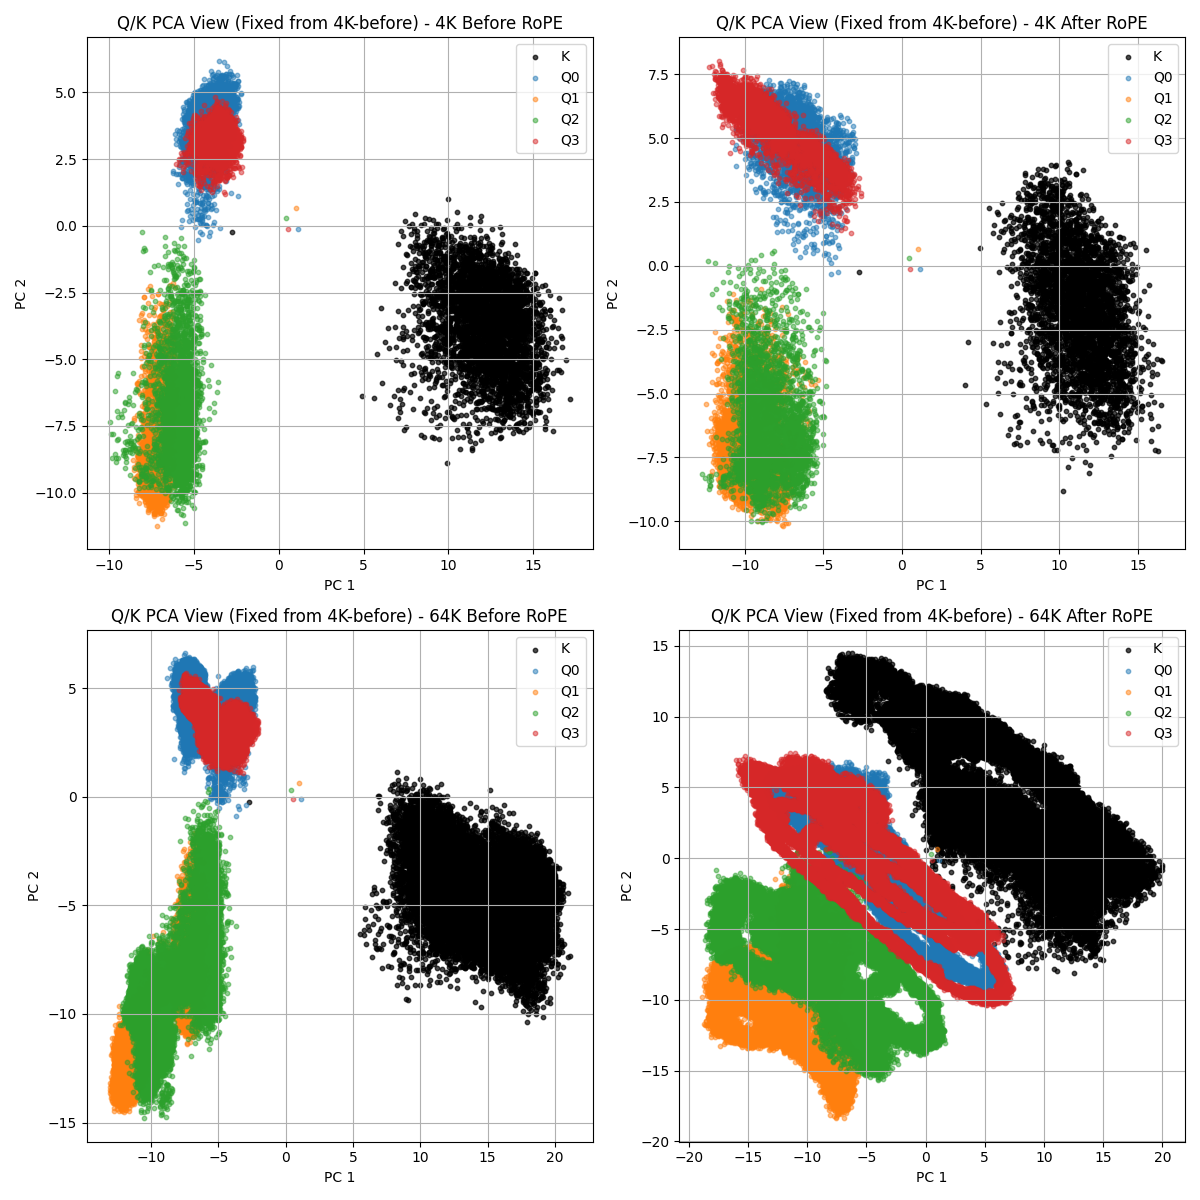 Q/K PCA View (Fixed from 4K-before) - 4K Before RoPE
K
Q0
Q1
Q2
Q3
5.0
2.5
0.0
−2.5
−5.0
−7.5
−10.0
PC 2
−10
−5
0
5
10
15
PC 1
Q/K PCA View (Fixed from 4K-before) - 4K After RoPE
K
Q0
Q1
Q2
Q3
7.5
5.0
2.5
0.0
−2.5
−5.0
−7.5
−10.0
PC 2
−10
−5
0
5
10
15
PC 1
Q/K PCA View (Fixed from 4K-before) - 64K Before RoPE
K
Q0
Q1
Q2
Q3
5
0
−5
−10
−15
PC 2
−10
−5
0
5
10
15
20
PC 1
Q/K PCA View (Fixed from 4K-before) - 64K After RoPE
K
Q0
Q1
Q2
Q3
15
10
5
0
−5
−10
−15
−20
PC 2
−20
−15
−10
−5
0
5
10
15
20
PC 1